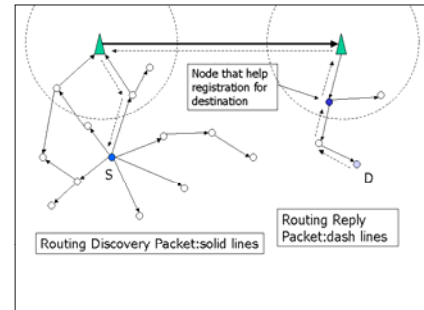 Node that help
registration for
destination
S
D
Routing Reply
Packet:dash lines
Routing Discovery Packet:solid lines